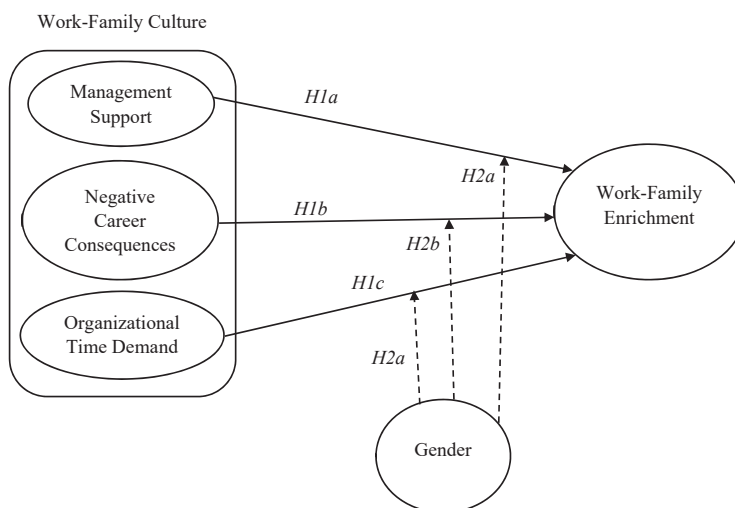 Work-Family Culture
Management
Support
H1a
H2a
Negative
Career
Consequences
H1b
H2b
Work-Family
Enrichment
Organizational
Time Demand
H1c
H2a
Gender